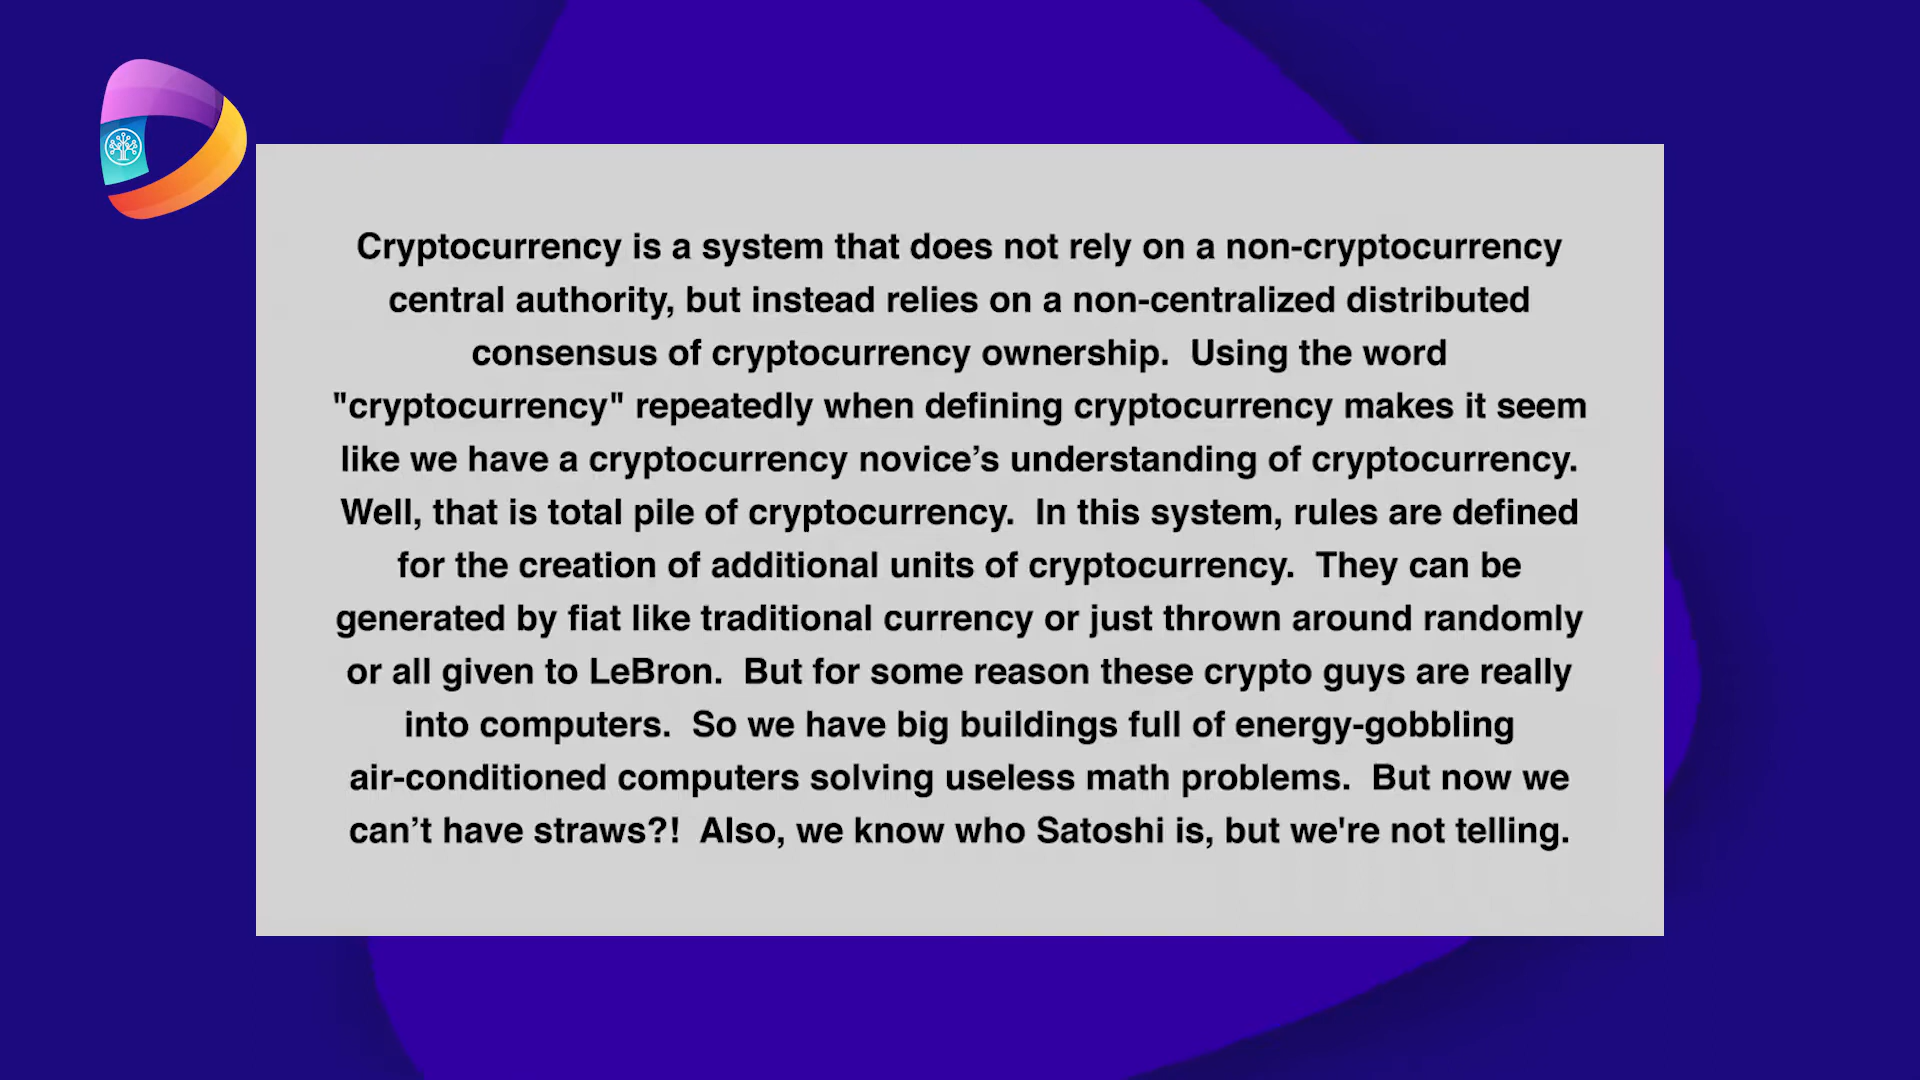 Cryptocurrency is a system that does not rely on a non-cryptocurrency
central authority, but instead relies on a non-centralized distributed
consensus of cryptocurrency ownership.  Using the word
"cryptocurrency" repeatedly when defining cryptocurrency makes it seem
like we have a cryptocurrency novice’s understanding of cryptocurrency.
Well, that is total pile of cryptocurrency.  In this system, rules are defined
for the creation of additional units of cryptocurrency.  They can be
generated by fiat like traditional currency or just thrown around randomly
or all given to LeBron.  But for some reason these crypto guys are really
into computers.  So we have big buildings full of energy-gobbling
air-conditioned computers solving useless math problems.  But now we
can’t have straws?!  Also, we know who Satoshi is, but we're not telling.